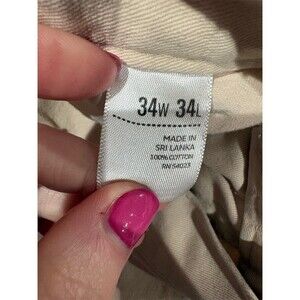 34W 34L
MADE IN
SRI LANKA
100% COTTON
RN 54023